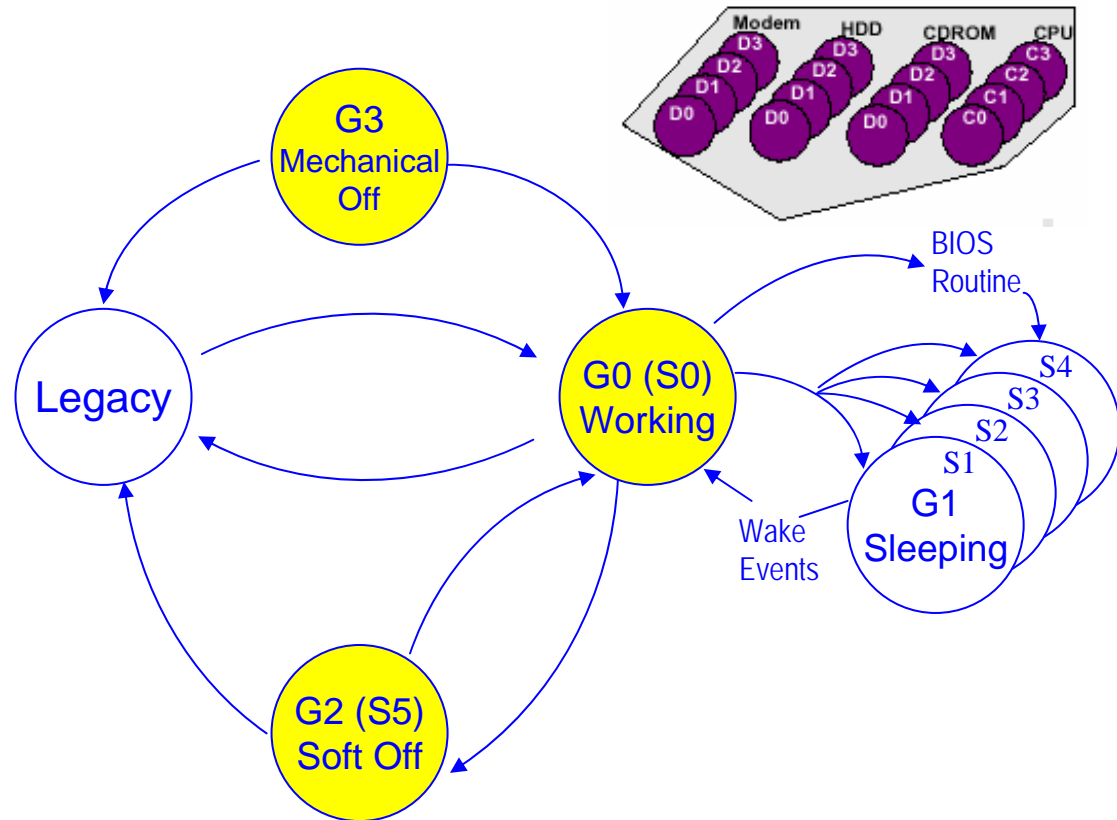 Modem HDD CDROM CPU
D3 D3 D3 C3
D2 D2 D2 C2
D1 D1 D1 C1
D0 D0 D0 C0
G3
Mechanical
Off
BIOS
Routine
Legacy
G0 (S0)
Working
S4
S3
S2
S1
G1
Sleeping
Wake
Events
G2 (S5)
Soft Off